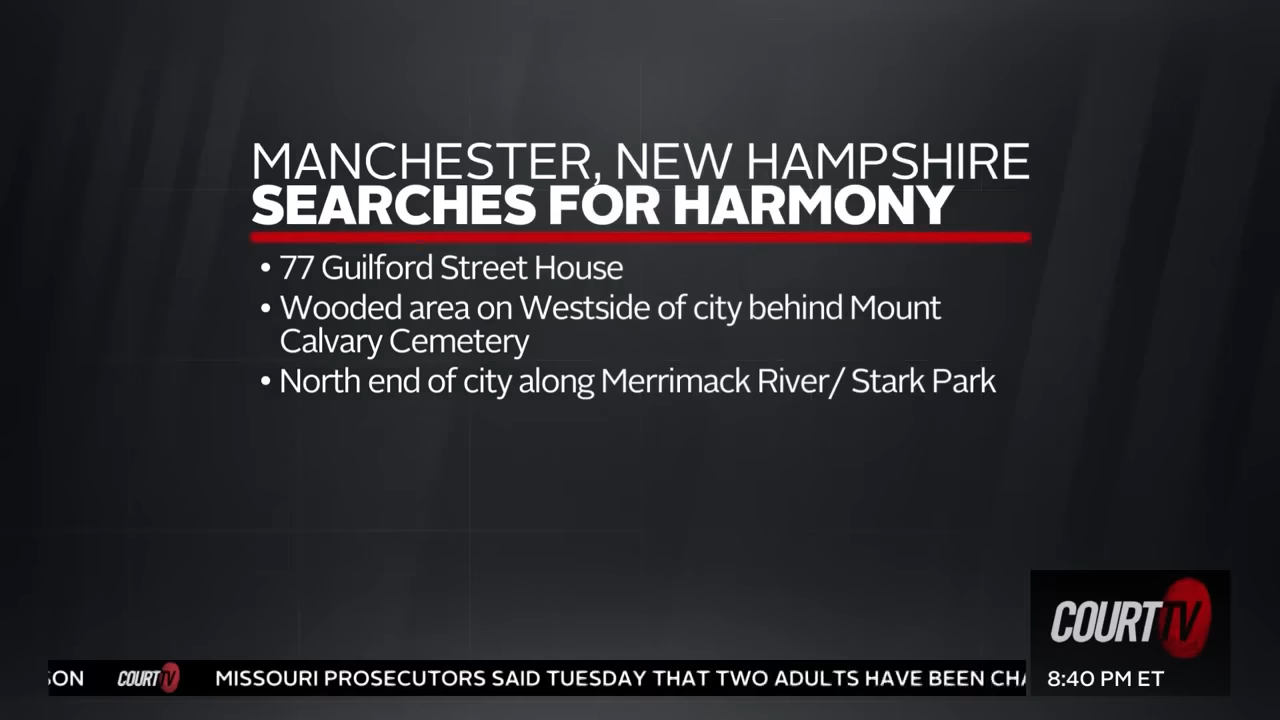 MANCHESTER, NEW HAMPSHIRE
SEARCHES FOR HARMONY
• 77 Guilford Street House
• Wooded area on Westside of city behind Mount
Calvary Cemetery
• North end of city along Merrimack River/ Stark Park
COURT TV
SON COURT TV MISSOURI PROSECUTORS SAID TUESDAY THAT TWO ADULTS HAVE BEEN CHA
8:40 PM ET